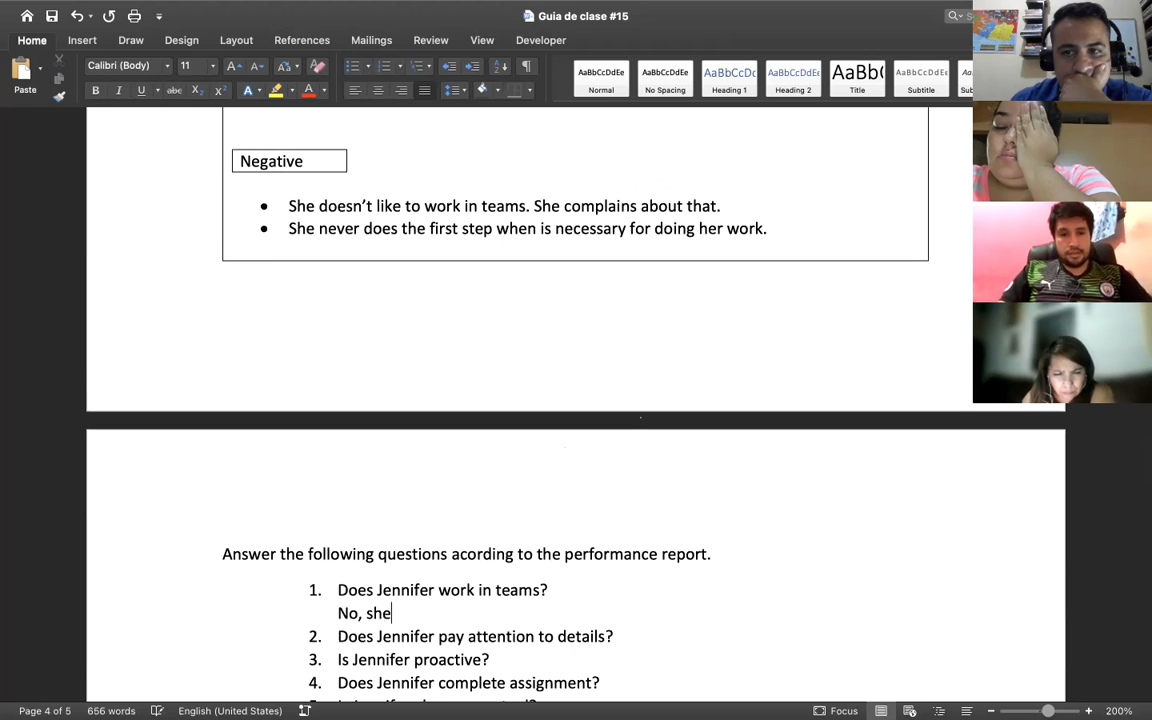 Guia de clase #15
Home Insert Draw Design Layout References Mailings Review View Developer
Paste
Calibri (Body) 11
AaBbCcDdEe AaBbCcDdEe AaBbCcDc AaBbCcDdEe AaBb( AaBbCcDdEe
Normal No Spacing Heading 1 Heading 2 Title Subtitle
Negative
She doesn't like to work in teams. She complains about that.
She never does the first step when is necessary for doing her work.
Answer the following questions acording to the performance report.
1. Does Jennifer work in teams?
No, she
2. Does Jennifer pay attention to details?
3. Is Jennifer proactive?
4. Does Jennifer complete assignment?
Page 4 of 5 656 words English (United States) Focus 200%